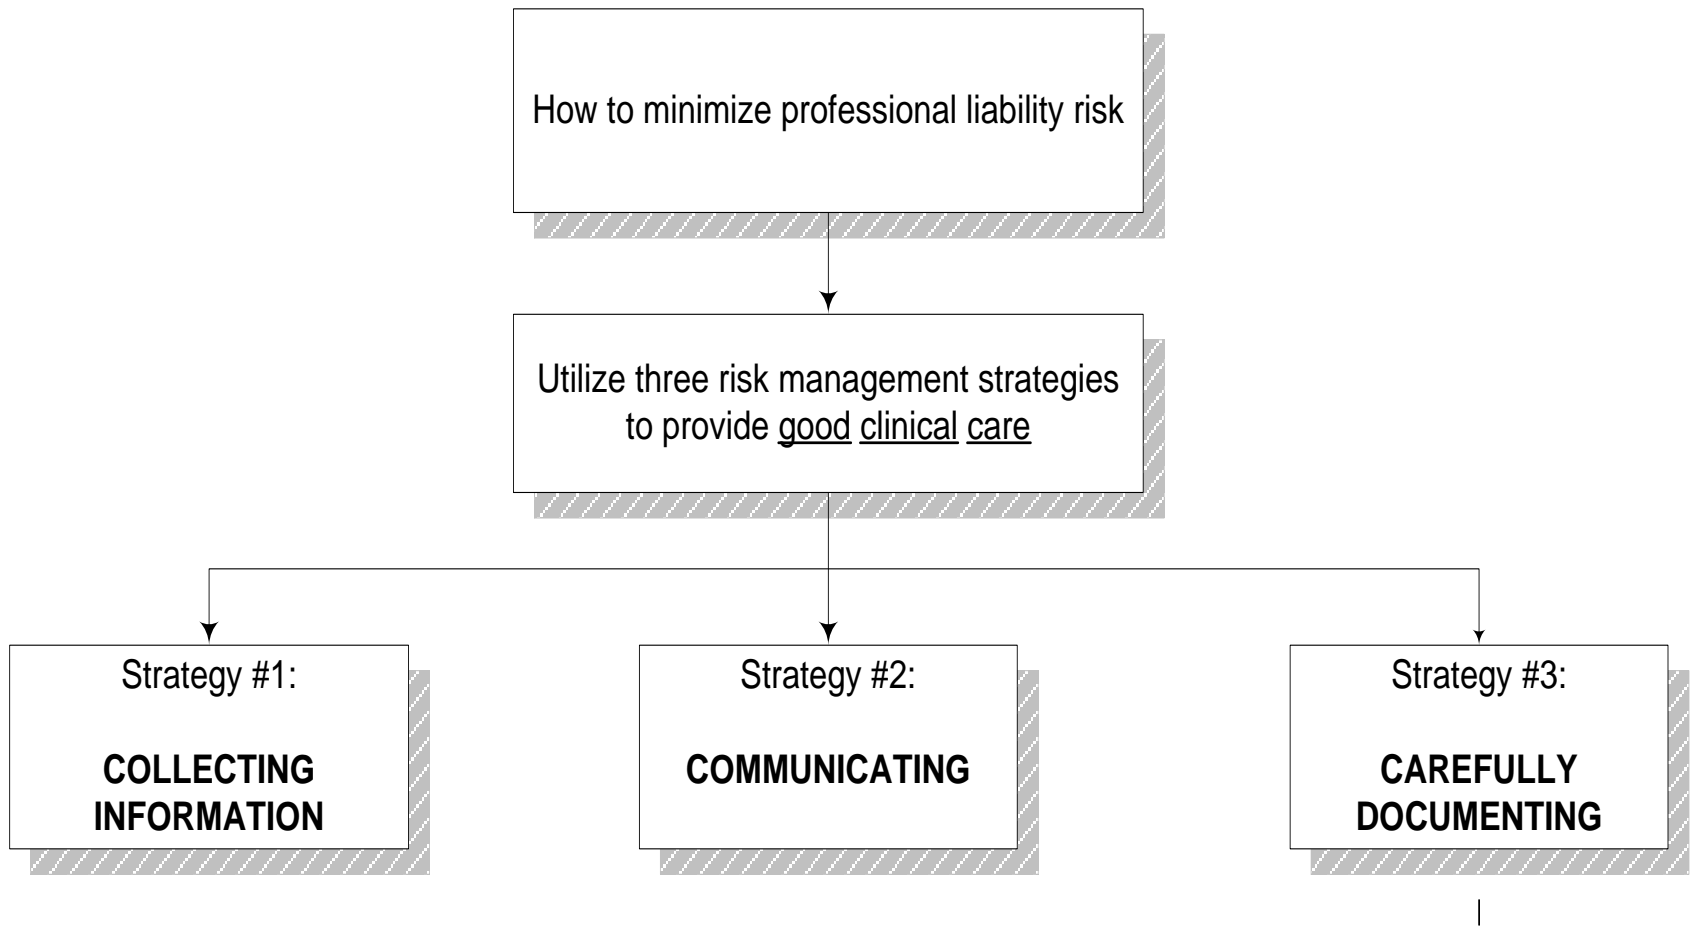 How to minimize professional liability risk
Utilize three risk management strategies
to provide good clinical care
Strategy #1:
COLLECTING
INFORMATION
Strategy #2:
COMMUNICATING
Strategy #3:
CAREFULLY
DOCUMENTING